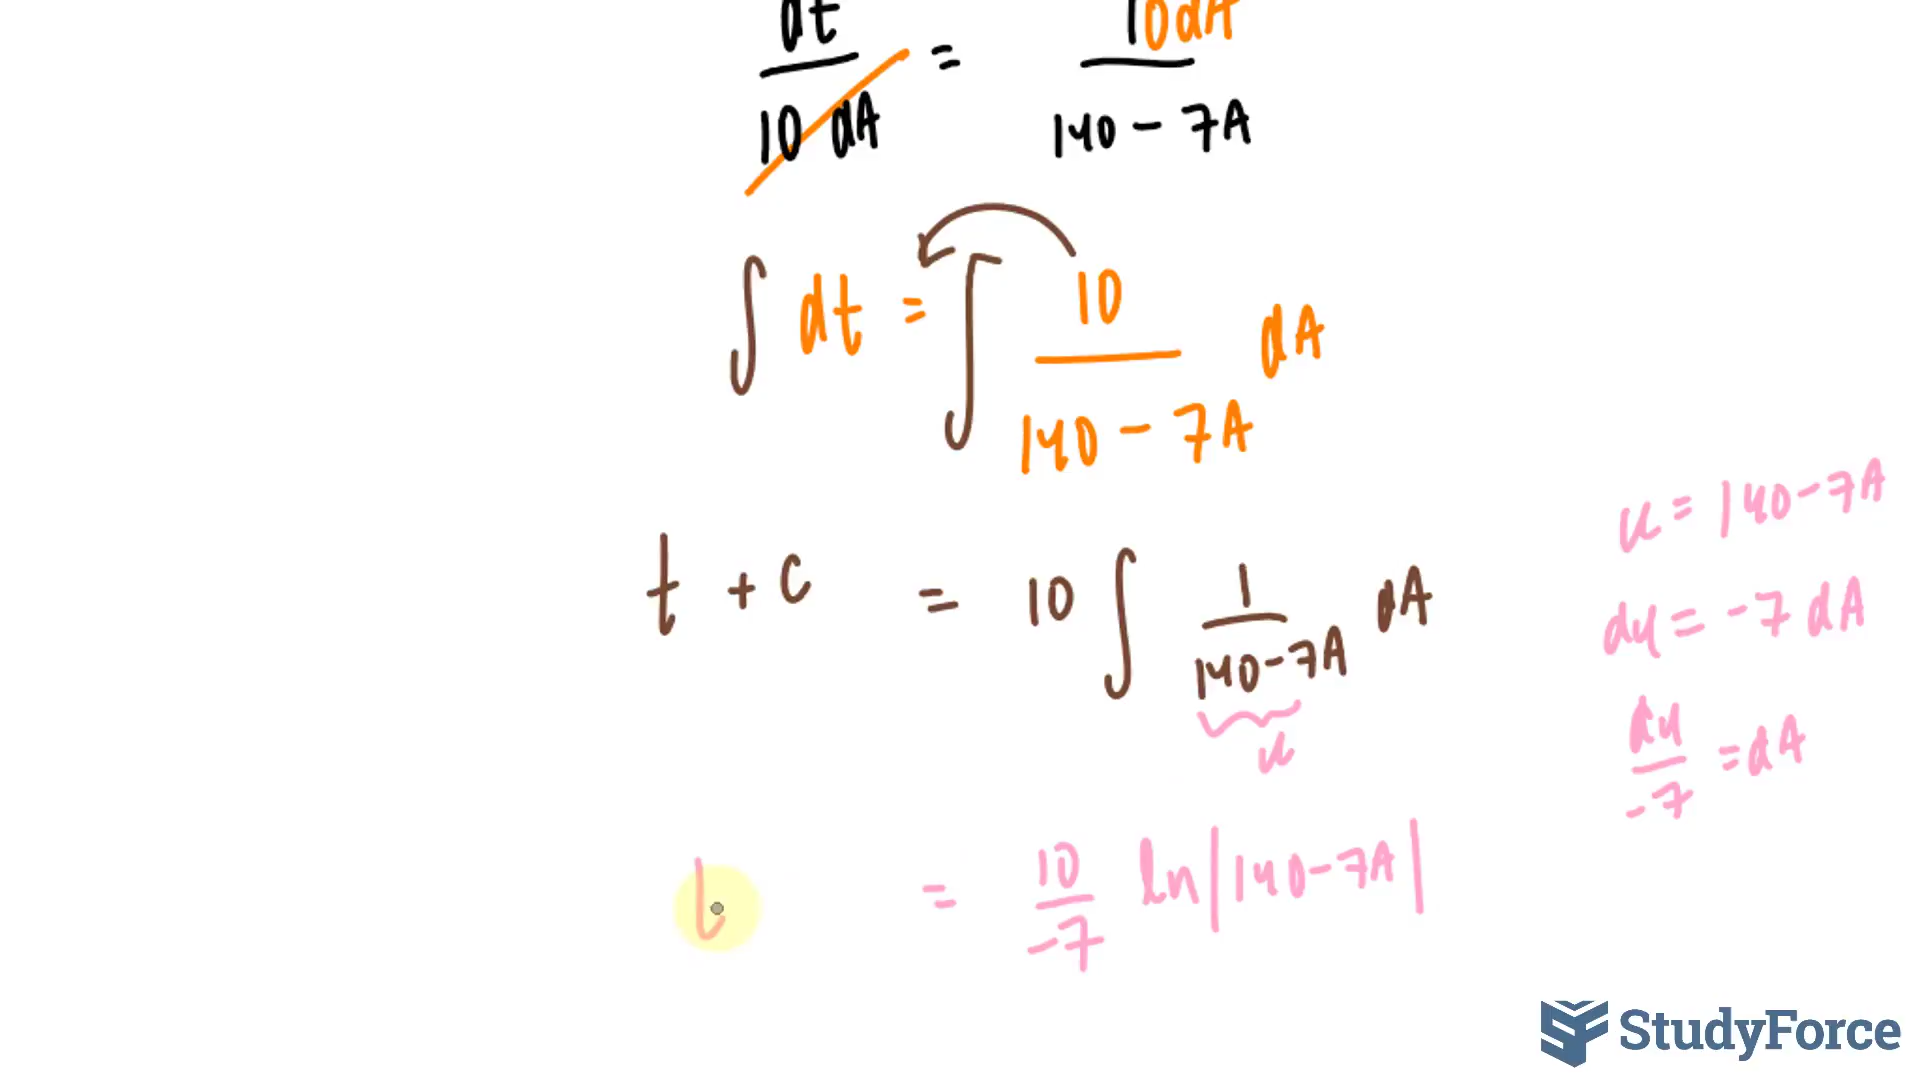 dt/10 dA = 10dA/140 - 7A
∫ dt = ∫ 10/140 - 7A dA
t + c = 10 ∫ 1/140-7A dA
u
u = 140-7A
du = -7 dA
du/-7 = dA
t = 10/-7 ln|140-7A|
StudyForce